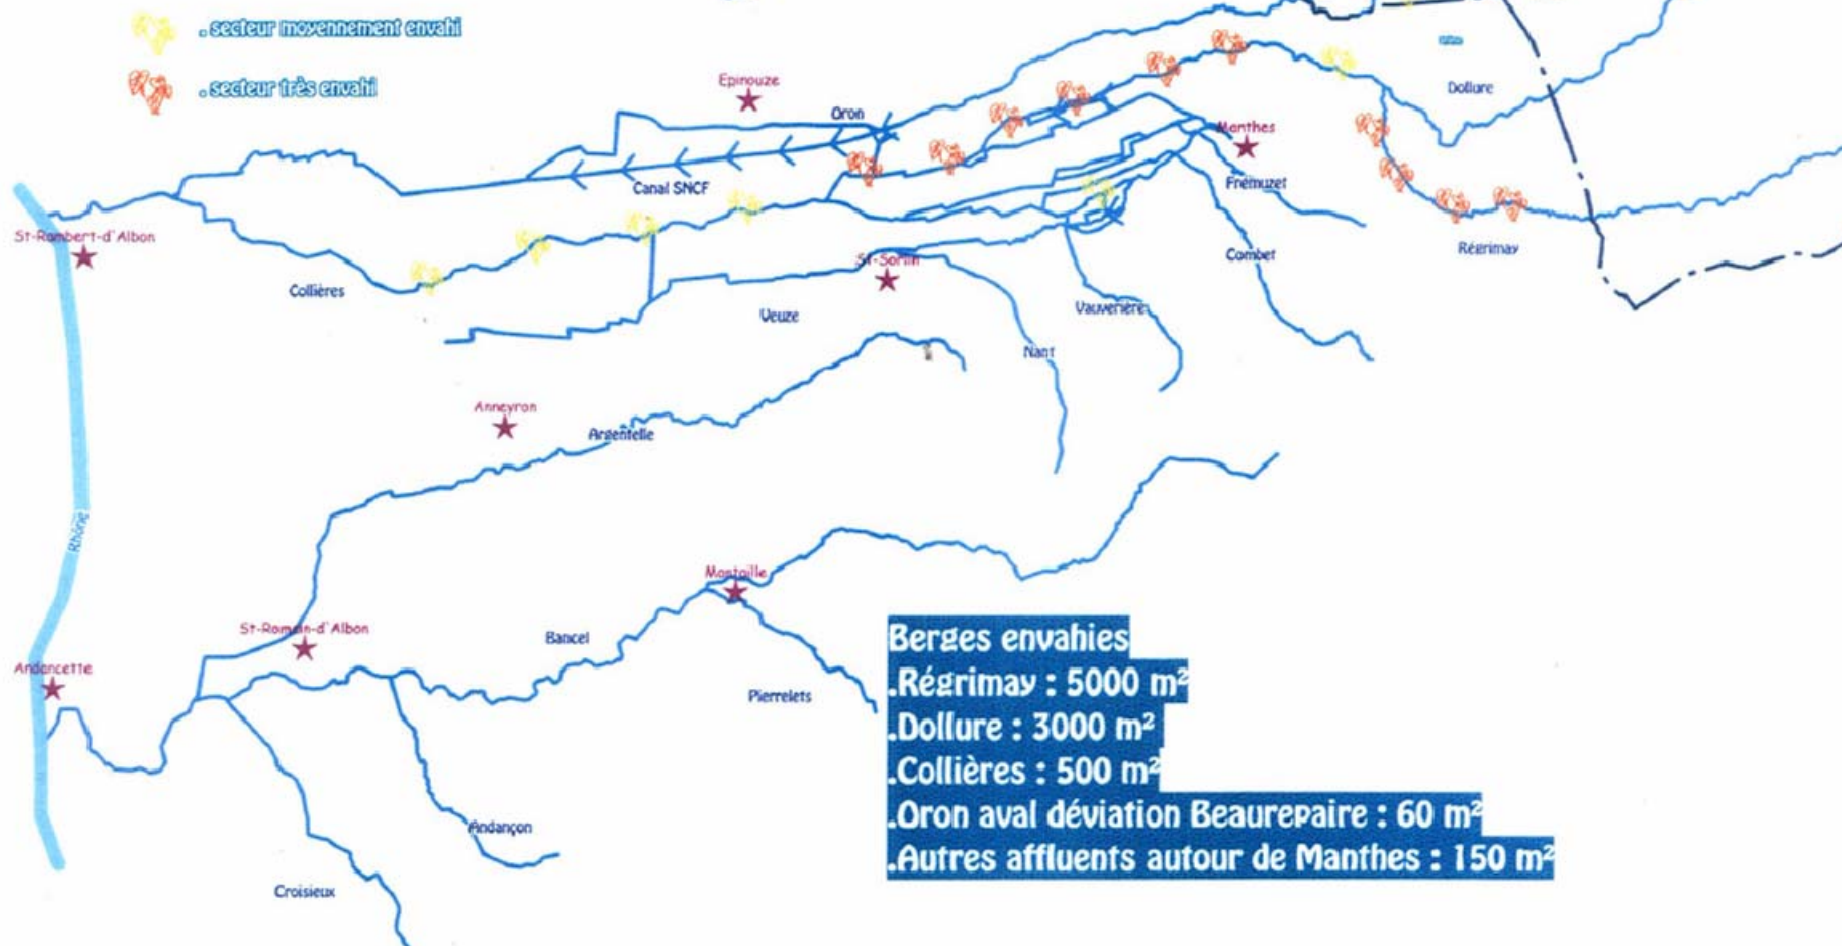 . secteur moyennement envahi
. secteur très envahi
Epinouze
Oron
Dollure
Manthes
Canal SNCF
Frémuzet
St-Rambert-d'Albon
Collières
St-Sorlin
Combet
Régrimay
Veuze
Vauverière
Nant
Anneyron
Argentelle
Rhône
Montaille
St-Romain-d'Albon
Bancel
Andancette
Pierrelets
Andançon
Croisieux
Berges envahies
.Régrimay : 5000 m²
.Dollure : 3000 m²
.Collières : 500 m²
.Oron aval déviation Beaurepaire : 60 m²
.Autres affluents autour de Manthes : 150 m²